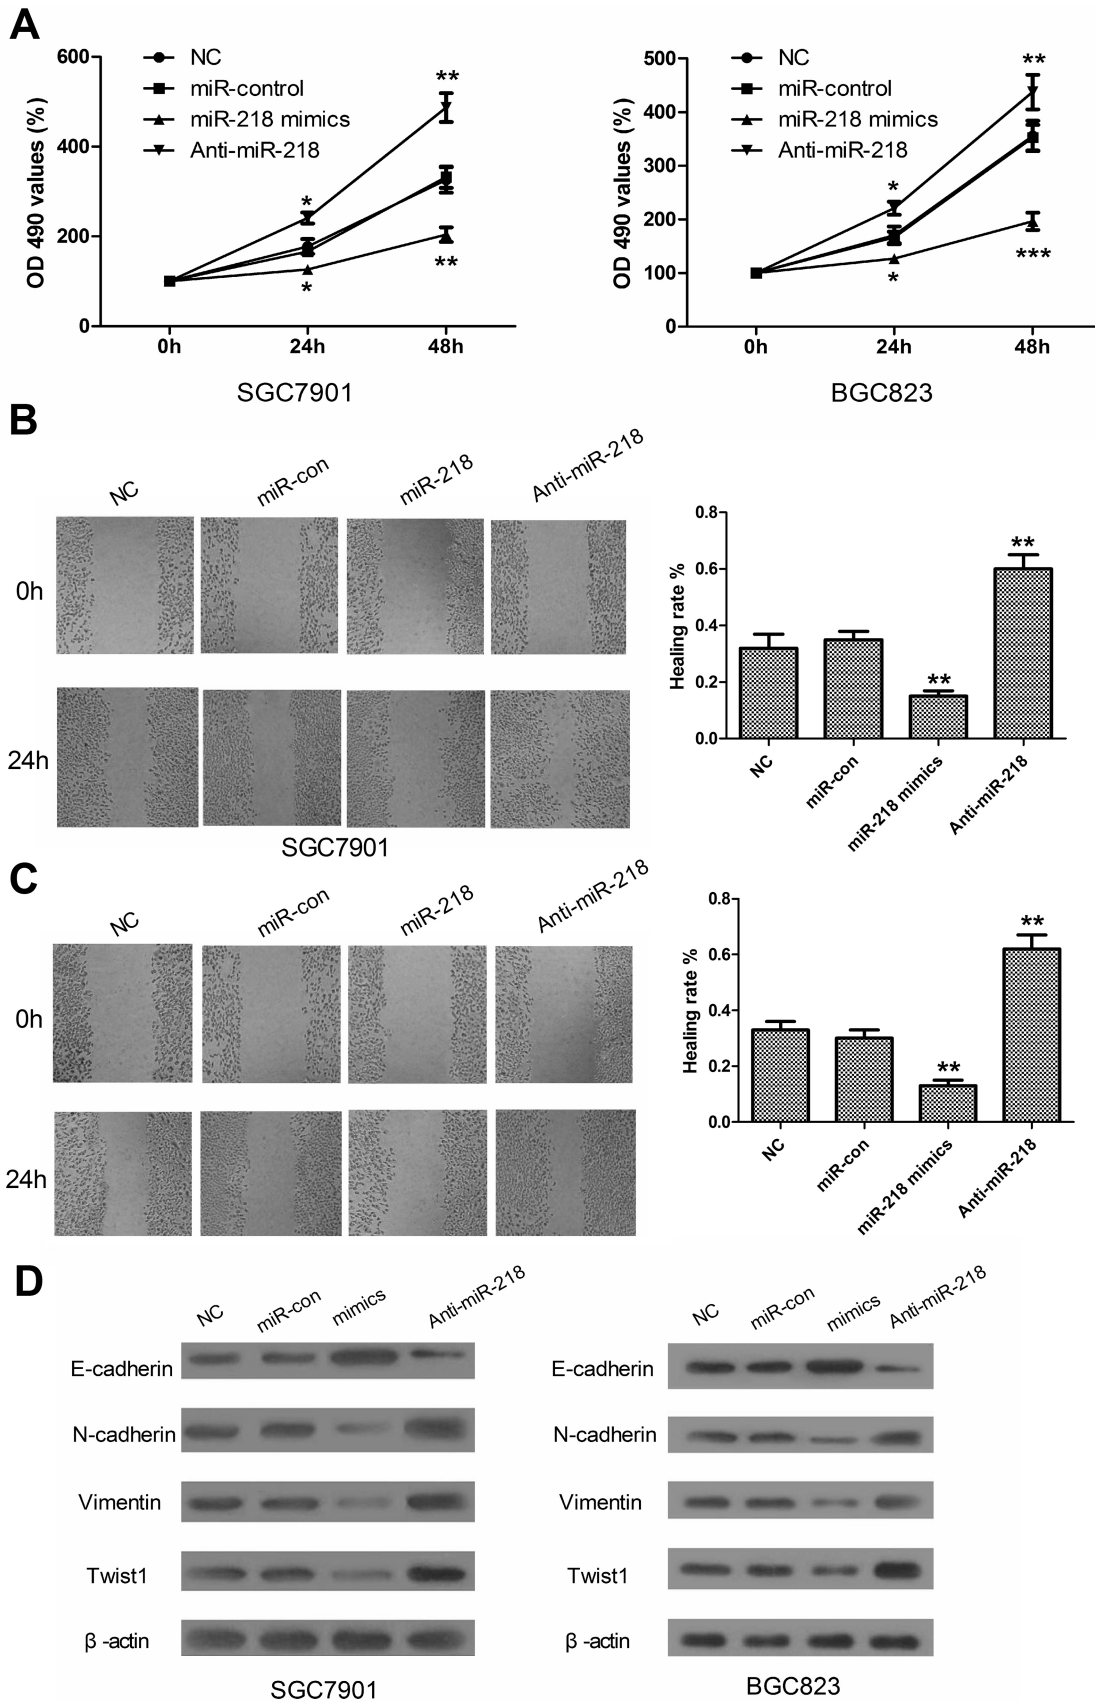 A
600
400
200
0
OD 490 values (%)
NC
miR-control
miR-218 mimics
Anti-miR-218
*
**
*
**
0h
24h
48h
SGC7901
500
400
300
200
100
0
OD 490 values (%)
NC
miR-control
miR-218 mimics
Anti-miR-218
*
**
*
***
0h
24h
48h
BGC823
B
NC
miR-con
miR-218
Anti-miR-218
0h
24h
SGC7901
0.8
0.6
0.4
0.2
0.0
Healing rate %
**
**
NC
miR-con
miR-218 mimics
Anti-miR-218
C
NC
miR-con
miR-218
Anti-miR-218
0h
24h
0.8
0.6
0.4
0.2
0.0
Healing rate %
**
**
NC
miR-con
miR-218 mimics
Anti-miR-218
D
NC
miR-con
mimics
Anti-miR-218
E-cadherin
N-cadherin
Vimentin
Twist1
β -actin
SGC7901
NC
miR-con
mimics
Anti-miR-218
E-cadherin
N-cadherin
Vimentin
Twist1
β -actin
BGC823